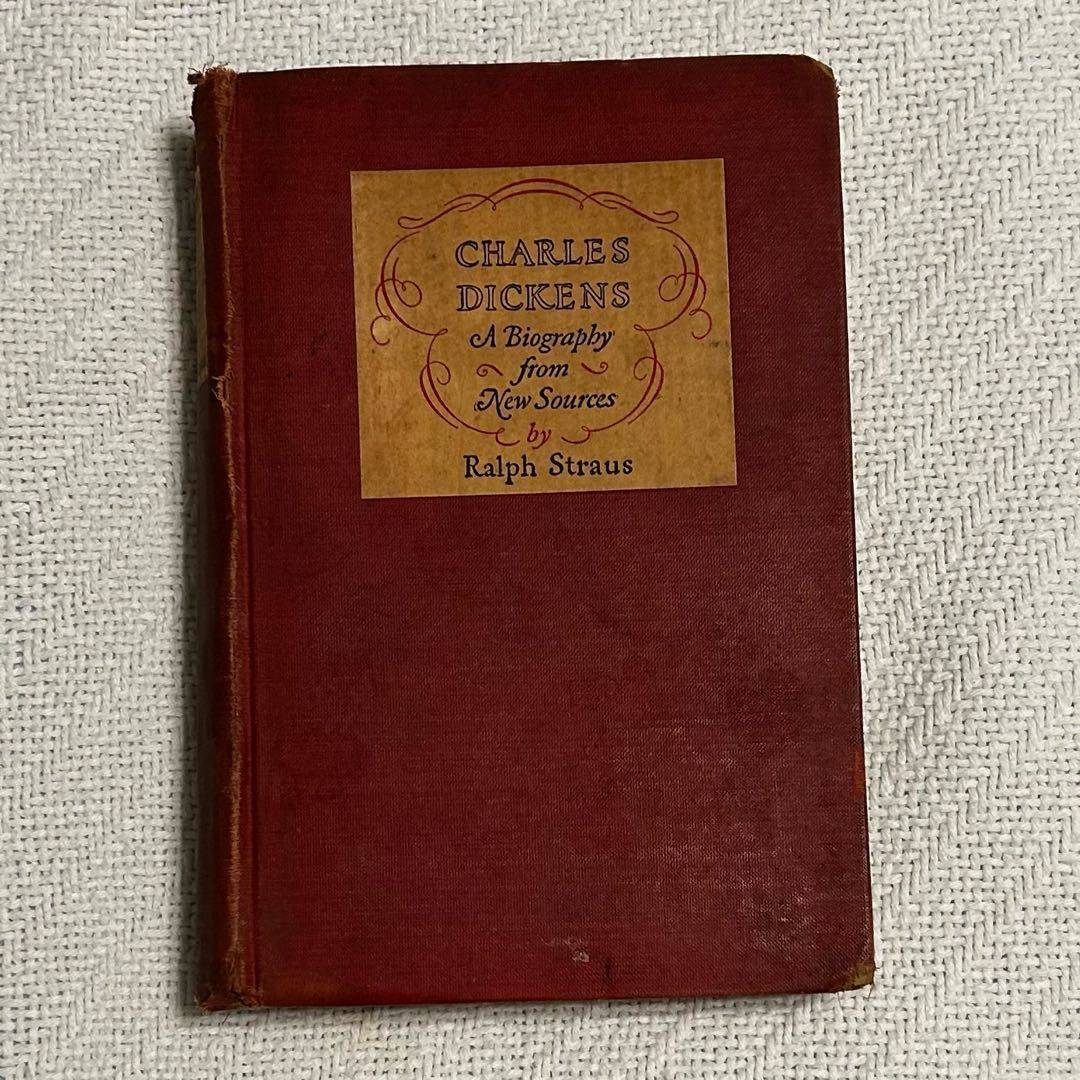 CHARLES
DICKENS
A Biography
from
New Sources
by
Ralph Straus